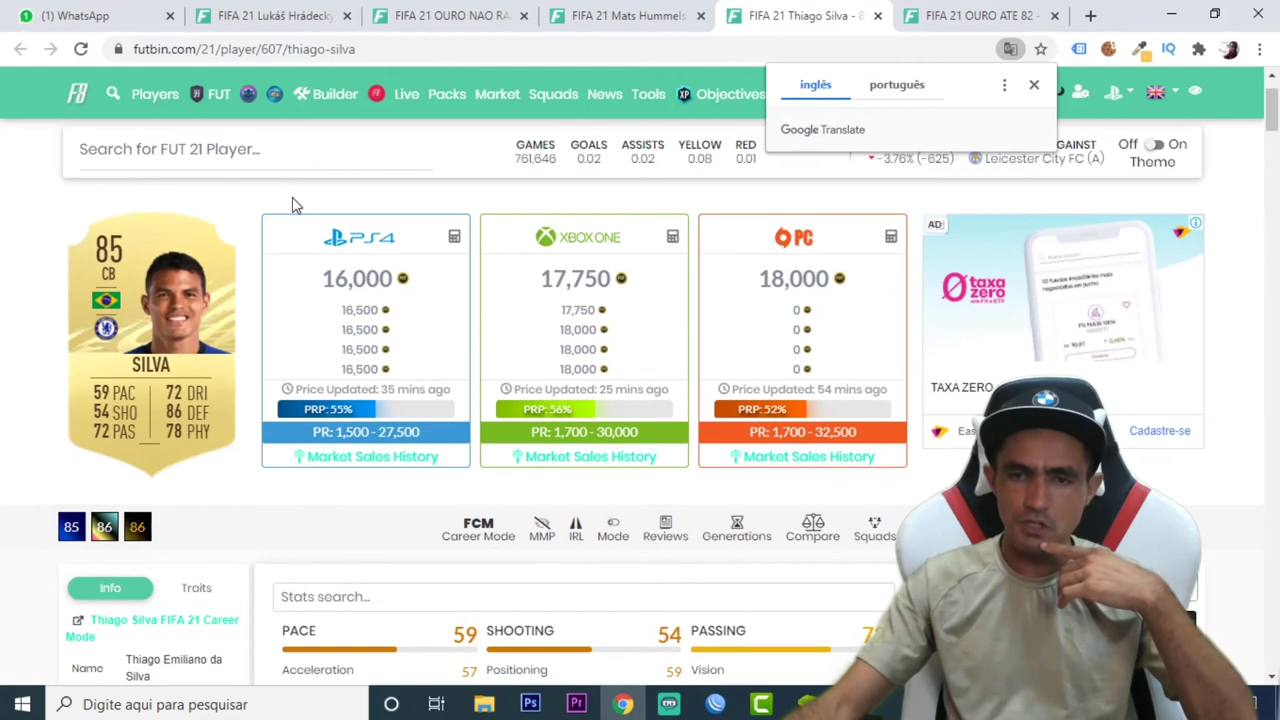 (1) WhatsApp
FIFA 21 Lukáš Hrádecky
FIFA 21 OURO NAO RA
FIFA 21 Mats Hummels
FIFA 21 Thiago Silva - 8
FIFA 21 OURO ATE 82 -
futbin.com/21/player/607/thiago-silva
IQ
Players
FUT
Builder
Live
Packs
Market
Squads
News
Tools
XP
Objectives
inglês
português
Google Translate
Search for FUT 21 Player...
GAMES
761,646
GOALS
0.02
ASSISTS
0.02
YELLOW
0.08
RED
0.01
-3.76% (-625)
Leicester City FC (A)
Off
On
Theme
85
CB
SILVA
59 PAC
54 SHO
72 PAS
72 DRI
86 DEF
78 PHY
PS4
16,000
16,500
16,500
16,500
16,500
Price Updated: 35 mins ago
PRP: 55%
PR: 1,500 - 27,500
Market Sales History
XBOX ONE
17,750
17,750
18,000
18,000
18,000
Price Updated: 25 mins ago
PRP: 56%
PR: 1,700 - 30,000
Market Sales History
PC
18,000
0
0
0
0
Price Updated: 54 mins ago
PRP: 52%
PR: 1,700 - 32,500
Market Sales History
AD
taxa
zero
TAXA ZERO
Cadastre-se
85
86
86
FCM
Career Mode
MMP
IRL
Mode
Reviews
Generations
Compare
Squads
Info
Traits
Thiago Silva FIFA 21 Career
Mode
Name
Thiago Emiliano da
Silva
Stats search...
PACE
59
SHOOTING
54
PASSING
Acceleration
57
Positioning
59
Vision
Digite aqui para pesquisar
Ps
Pr